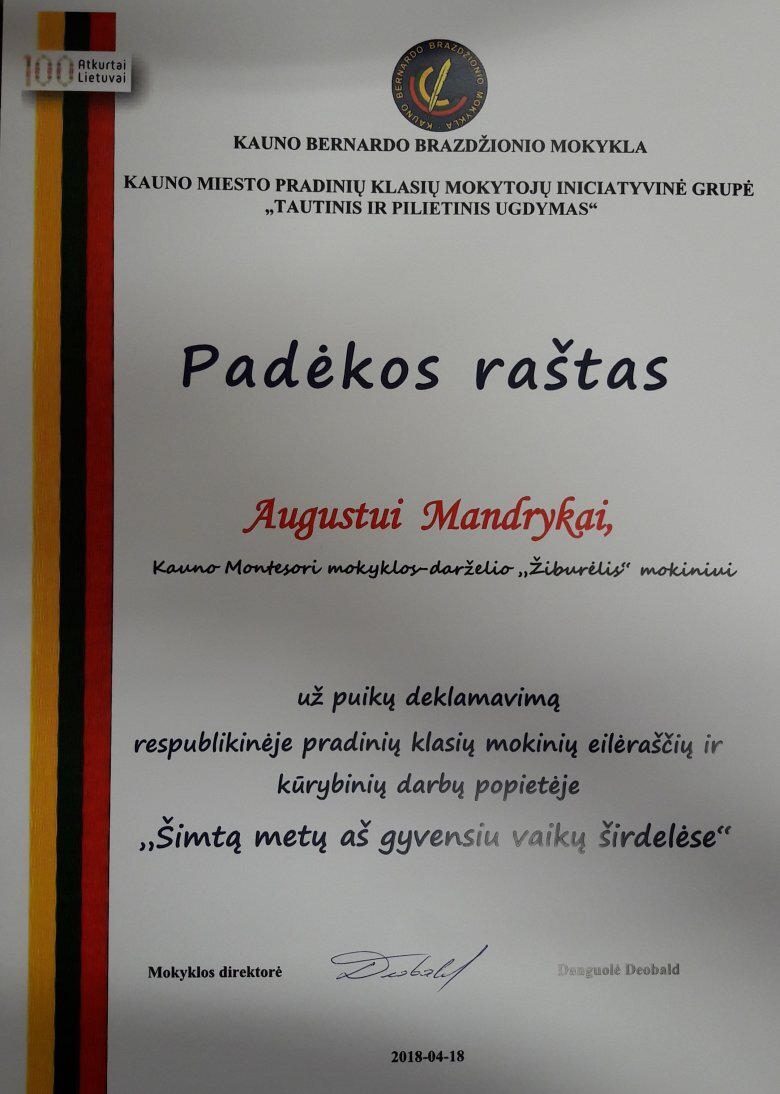 100 Atkurtai
Lietuvai
KAUNO BERNARDO BRAZDŽIONIO MOKYKLA
KAUNO BERNARDO BRAZDŽIONIO MOKYKLA
KAUNO MIESTO PRADINIŲ KLASIŲ MOKYTOJŲ INICIATYVINĖ GRUPĖ
„TAUTINIS IR PILIETINIS UGDYMAS“
Padėkos raštas
Augustui Mandrykai,
Kauno Montesori mokyklos-darželio „Žiburėlis“ mokiniui
už puikų deklamavimą
respublikinėje pradinių klasių mokinių eilėraščių ir
kūrybinių darbų popietėje
„Šimtą metų aš gyvensiu vaikų širdelėse“
Mokyklos direktorė Deobald Danguolė Deobald
2018-04-18